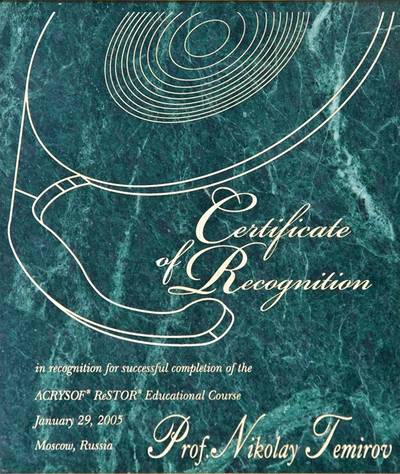 Certificate
of Recognition
in recognition for successful completion of the
ACRYSOF® ReSTOR® Educational Course
January 29, 2005
Moscow, Russia
Prof. Nikolay Temirov